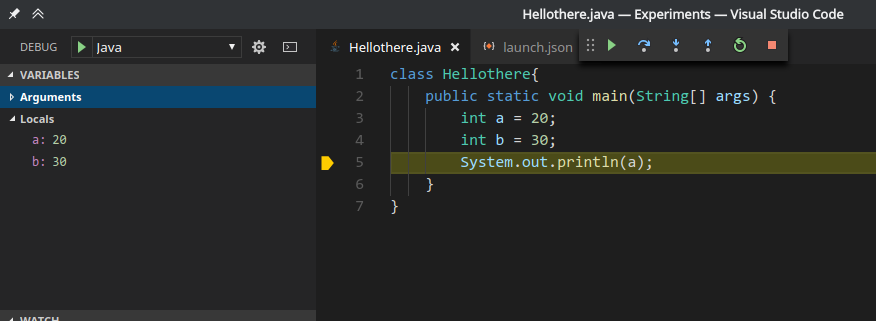 Hellothere.java — Experiments — Visual Studio Code
DEBUG Java
Hellothere.java launch.json
VARIABLES
Arguments
Locals
a: 20
b: 30
WATCH
1 class Hellothere{
2 public static void main(String[] args) {
3 int a = 20;
4 int b = 30;
5 System.out.println(a);
6 }
7 }